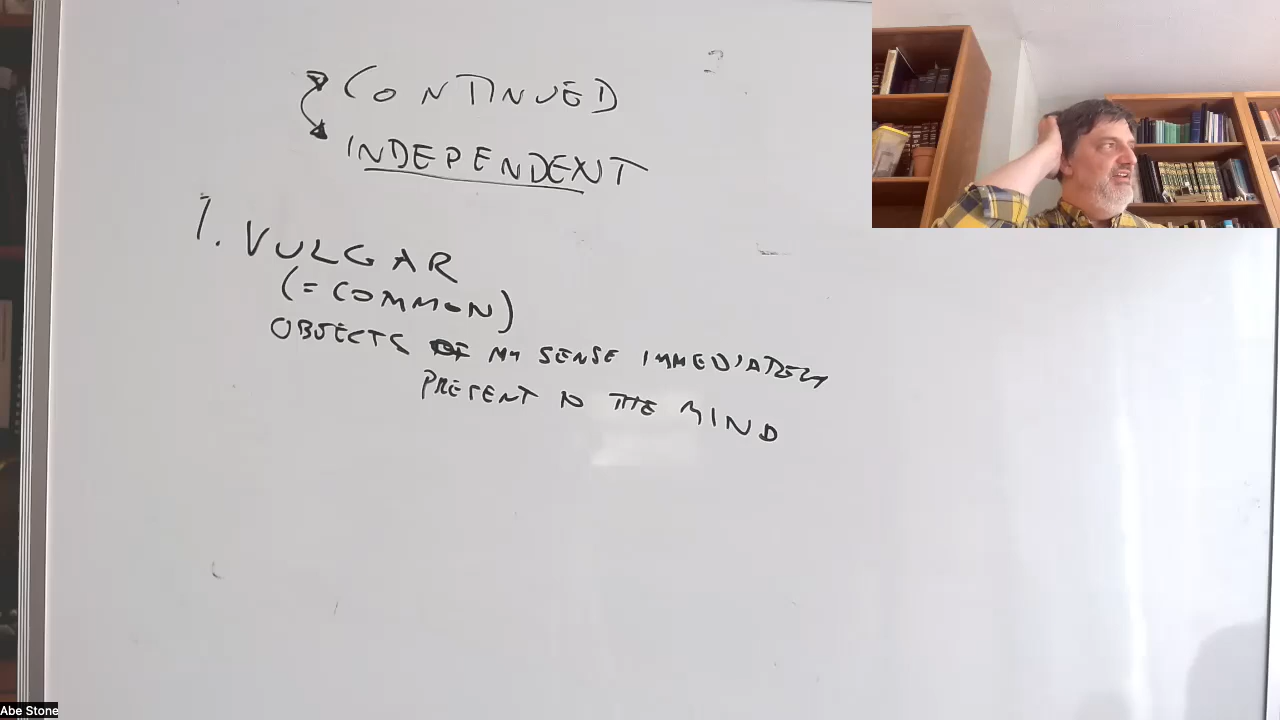 CONTINUED
INDEPENDENT
1. VULGAR
(= COMMON)
OBJECTS OF MY SENSE IMMEDIATELY
PRESENT TO THE MIND
Abe Stone